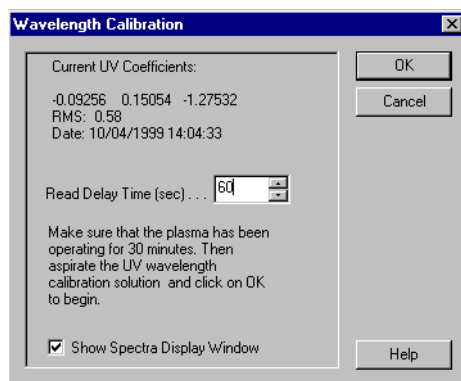 Wavelength Calibration
Current UV Coefficients:
-0.09256 0.15054 -1.27532
RMS: 0.58
Date: 10/04/1999 14:04:33
Read Delay Time (sec) . . . 60
Make sure that the plasma has been
operating for 30 minutes. Then
aspirate the UV wavelength
calibration solution and click on OK
to begin.
Show Spectra Display Window
OK
Cancel
Help